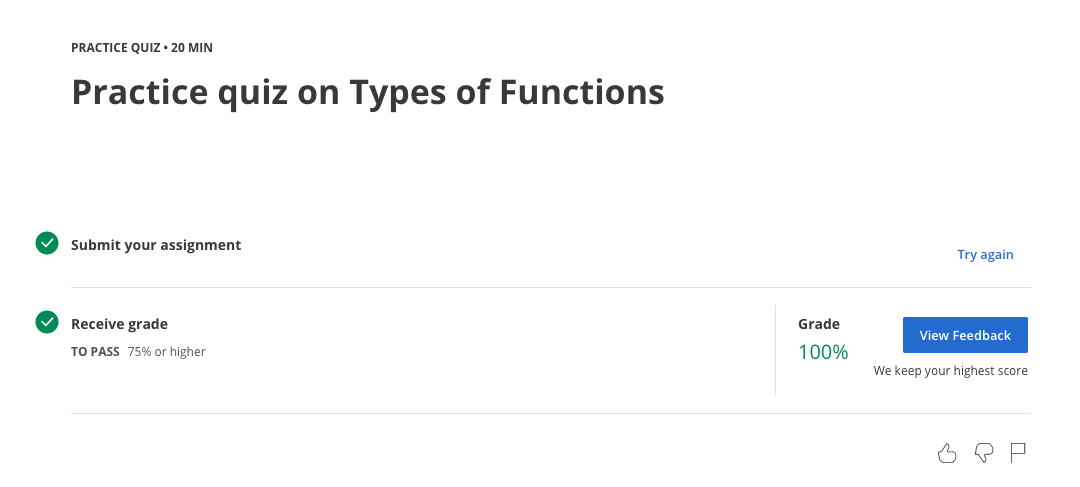 PRACTICE QUIZ • 20 MIN
Practice quiz on Types of Functions
Submit your assignment
Try again
Receive grade
TO PASS 75% or higher
Grade
100%
View Feedback
We keep your highest score